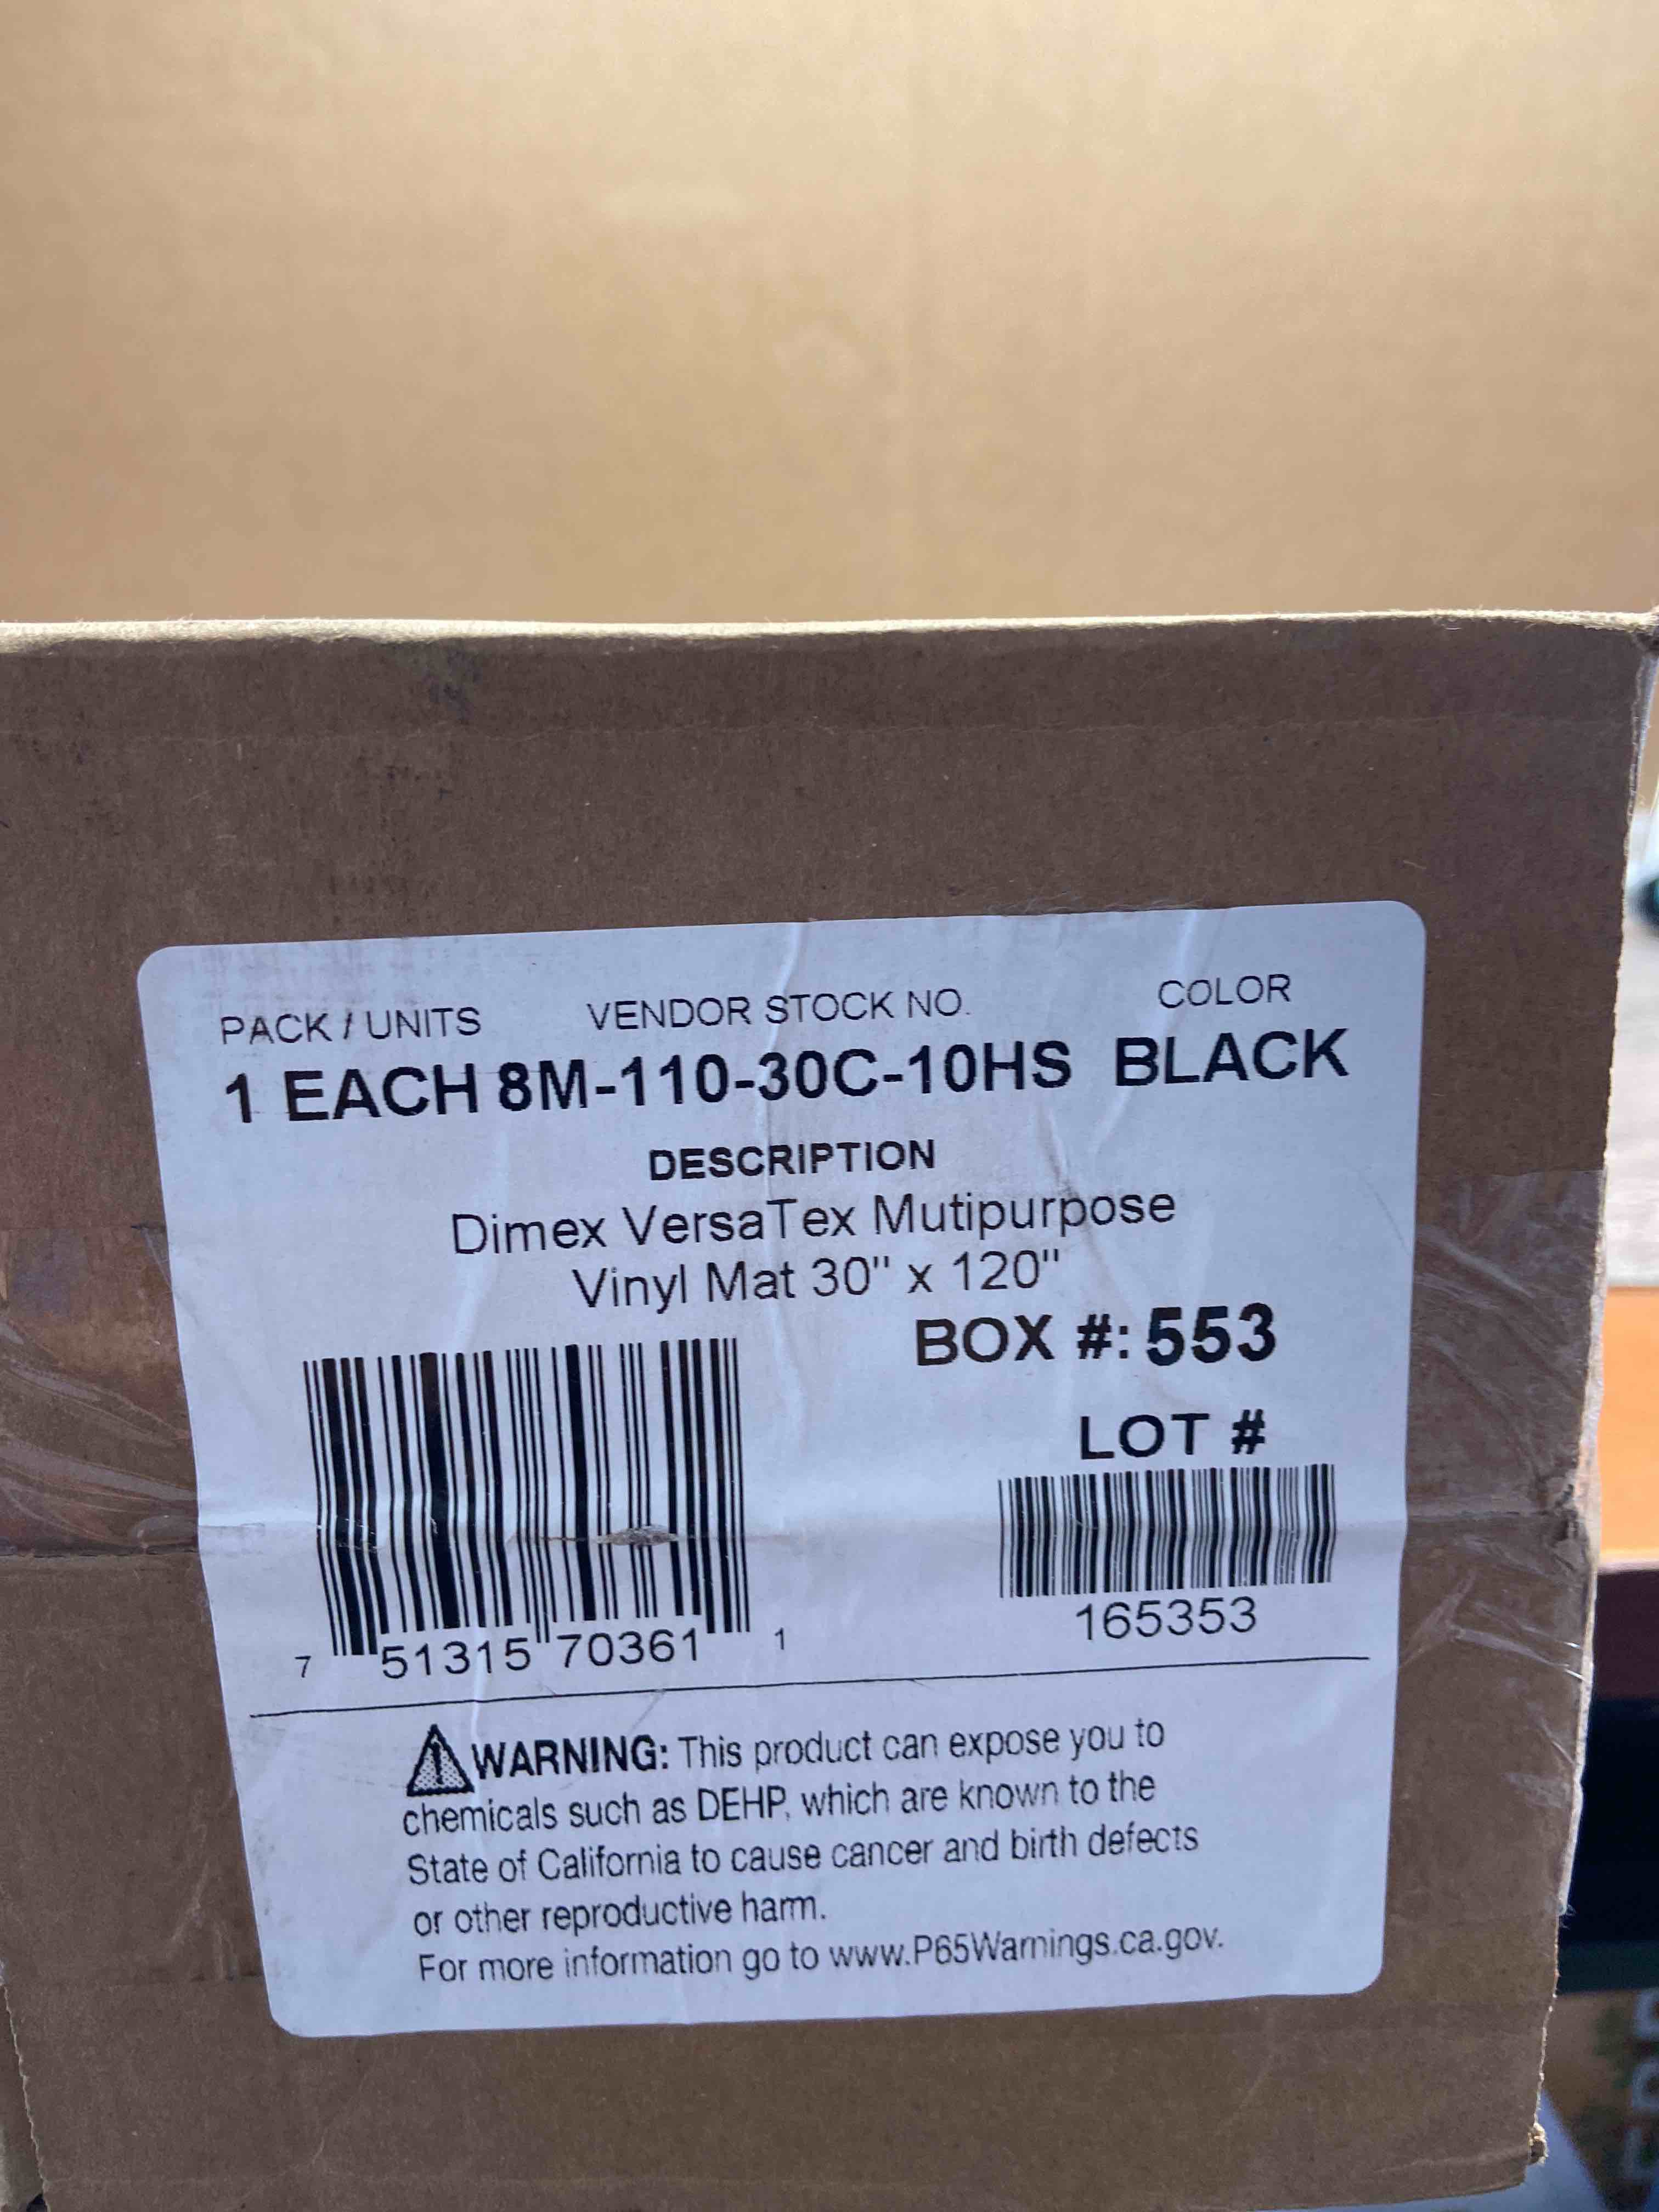 PACK / UNITS VENDOR STOCK NO. COLOR
1 EACH 8M-110-30C-10HS BLACK
DESCRIPTION
Dimex VersaTex Mutipurpose
Vinyl Mat 30" x 120"
BOX #: 553
LOT #
165353
7 51315 70361 1
WARNING: This product can expose you to
chemicals such as DEHP, which are known to the
State of California to cause cancer and birth defects
or other reproductive harm.
For more information go to www.P65Warnings.ca.gov.